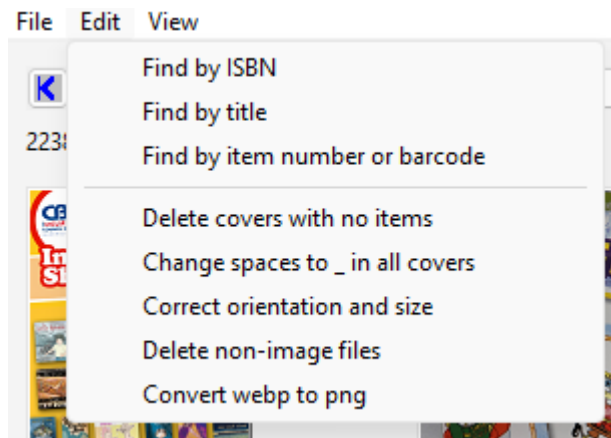 File Edit View
Find by ISBN
Find by title
223
Find by item number or barcode
Delete covers with no items
Change spaces to _ in all covers
Correct orientation and size
Delete non-image files
Convert webp to png